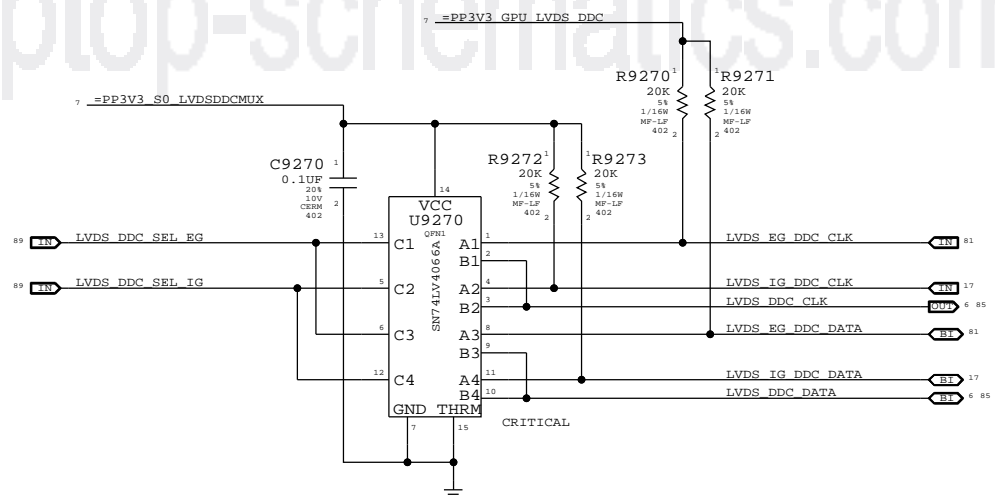 ptop-schematics.com
7 =PP3V3_GPU_LVDS_DDC
R9270 1
20K
5%
1/16W
MF-LF
402
2
1 R9271
20K
5%
1/16W
MF-LF
402
2
7 =PP3V3_S0_LVDSDDCMUX
C9270 1
0.1UF
20%
10V
CERM
402
2
R9272 1
20K
5%
1/16W
MF-LF
402
2
1 R9273
20K
5%
1/16W
MF-LF
402
2
14
VCC
U9270
QFN1
SN74LV4066A
89 IN LVDS_DDC_SEL_EG 13 C1
89 IN LVDS_DDC_SEL_IG 5 C2
6 C3
12 C4
A1 1 LVDS_EG_DDC_CLK IN 81
B1 2
A2 4 LVDS_IG_DDC_CLK IN 17
B2 3 LVDS_DDC_CLK OUT 6 85
A3 8 LVDS_EG_DDC_DATA BI 81
B3 9
A4 11 LVDS_IG_DDC_DATA BI 17
B4 10 LVDS_DDC_DATA BI 6 85
GND THRM
7 15
CRITICAL